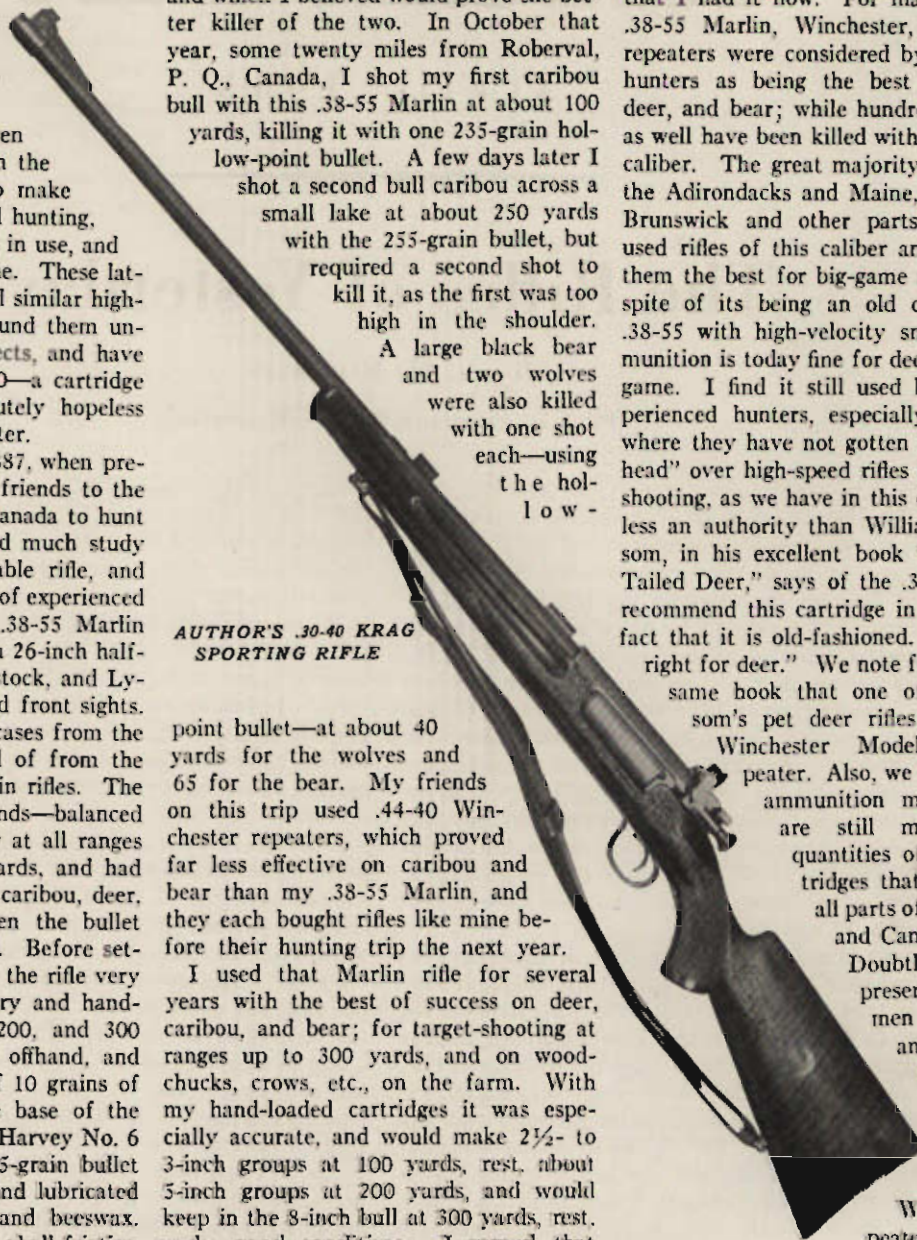 en
n the
o make
l hunting,
in use, and
ne. These lat-
l similar high-
und them un-
ects, and have
0—a cartridge
utely hopeless
ter.
87, when pre-
friends to the
anada to hunt
d much study
able rifle, and
of experienced
.38-55 Marlin
26-inch half-
stock, and Ly-
d front sights.
cases from the
l of from the
in rifles. The
nds—balanced
at all ranges
ards, and had
caribou, deer,
en the bullet
. Before set-
the rifle very
ry and hand-
200, and 300
offhand, and
10 grains of
base of the
Harvey No. 6
5-grain bullet
nd lubricated
and beeswax.
and which I believed would prove the bet-
ter killer of the two. In October that
year, some twenty miles from Roberval,
P. Q., Canada, I shot my first caribou
bull with this .38-55 Marlin at about 100
yards, killing it with one 235-grain hol-
low-point bullet. A few days later I
shot a second bull caribou across a
small lake at about 250 yards
with the 255-grain bullet, but
required a second shot to
kill it, as the first was too
high in the shoulder.
A large black bear
and two wolves
were also killed
with one shot
each—using
the hol-
low-
AUTHOR'S .30-40 KRAG
SPORTING RIFLE
point bullet—at about 40
yards for the wolves and
65 for the bear. My friends
on this trip used .44-40 Win-
chester repeaters, which proved
far less effective on caribou and
bear than my .38-55 Marlin, and
they each bought rifles like mine be-
fore their hunting trip the next year.
I used that Marlin rifle for several
years with the best of success on deer,
caribou, and bear; for target-shooting at
ranges up to 300 yards, and on wood-
chucks, crows, etc., on the farm. With
my hand-loaded cartridges it was espe-
cially accurate, and would make 2½- to
3-inch groups at 100 yards, rest, about
5-inch groups at 200 yards, and would
keep in the 8-inch bull at 300 yards, rest,
that I had it now. For ma
.38-55 Marlin, Winchester,
repeaters were considered by
hunters as being the best
deer, and bear; while hundr
as well have been killed with
caliber. The great majority
the Adirondacks and Maine,
Brunswick and other parts
used rifles of this caliber an
them the best for big-game
spite of its being an old c
.38-55 with high-velocity sm
munition is today fine for dee
game. I find it still used b
perienced hunters, especially
where they have not gotten
head" over high-speed rifles
shooting, as we have in this
less an authority than Willia
som, in his excellent book
Tailed Deer," says of the .3
recommend this cartridge in
fact that it is old-fashioned.
right for deer." We note f
same book that one o
som's pet deer rifles
Winchester Model
peater. Also, we
ammunition m
are still m
quantities o
tridges that
all parts of
and Can
Doubtl
preser
men
an
W